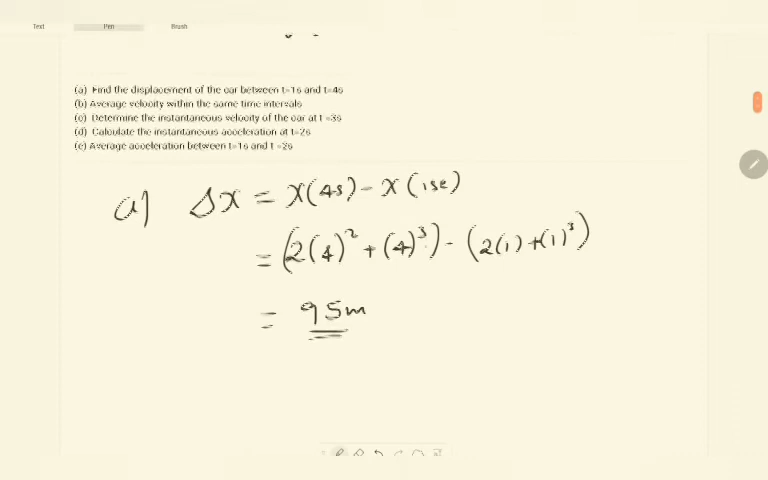 Text Pen Brush
(a) Find the displacement of the car between t=1s and t=4s
(b) Average velocity within the same time intervals
(c) Determine the instantaneous velocity of the car at t =3s
(d) Calculate the instantaneous acceleration at t=2s
(e) Average acceleration between t=1s and t =2s
a) Δx = x(4s) - x(1se)
= (2(4)² + (4)³) - (2(1) + (1)³)
= 95m